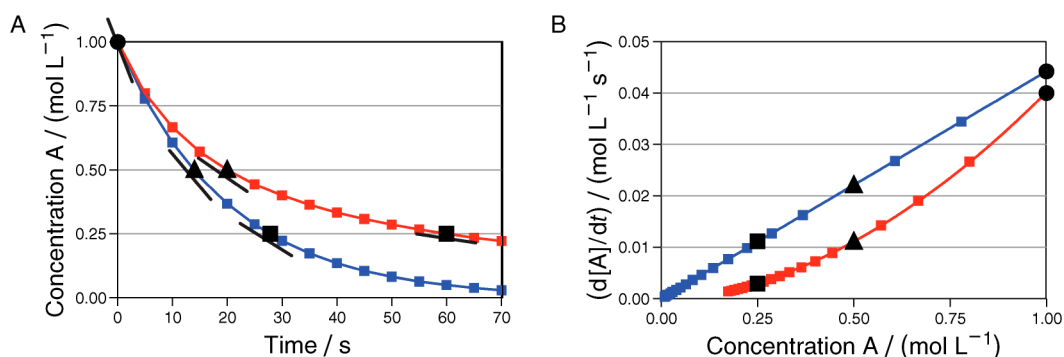 A
Concentration A / (mol L⁻¹)
1.00
0.75
0.50
0.25
0.00
0 10 20 30 40 50 60 70
Time / s
B
(d[A]/dt) / (mol L⁻¹ s⁻¹)
0.05
0.04
0.03
0.02
0.01
0.00
0.00 0.25 0.50 0.75 1.00
Concentration A / (mol L⁻¹)